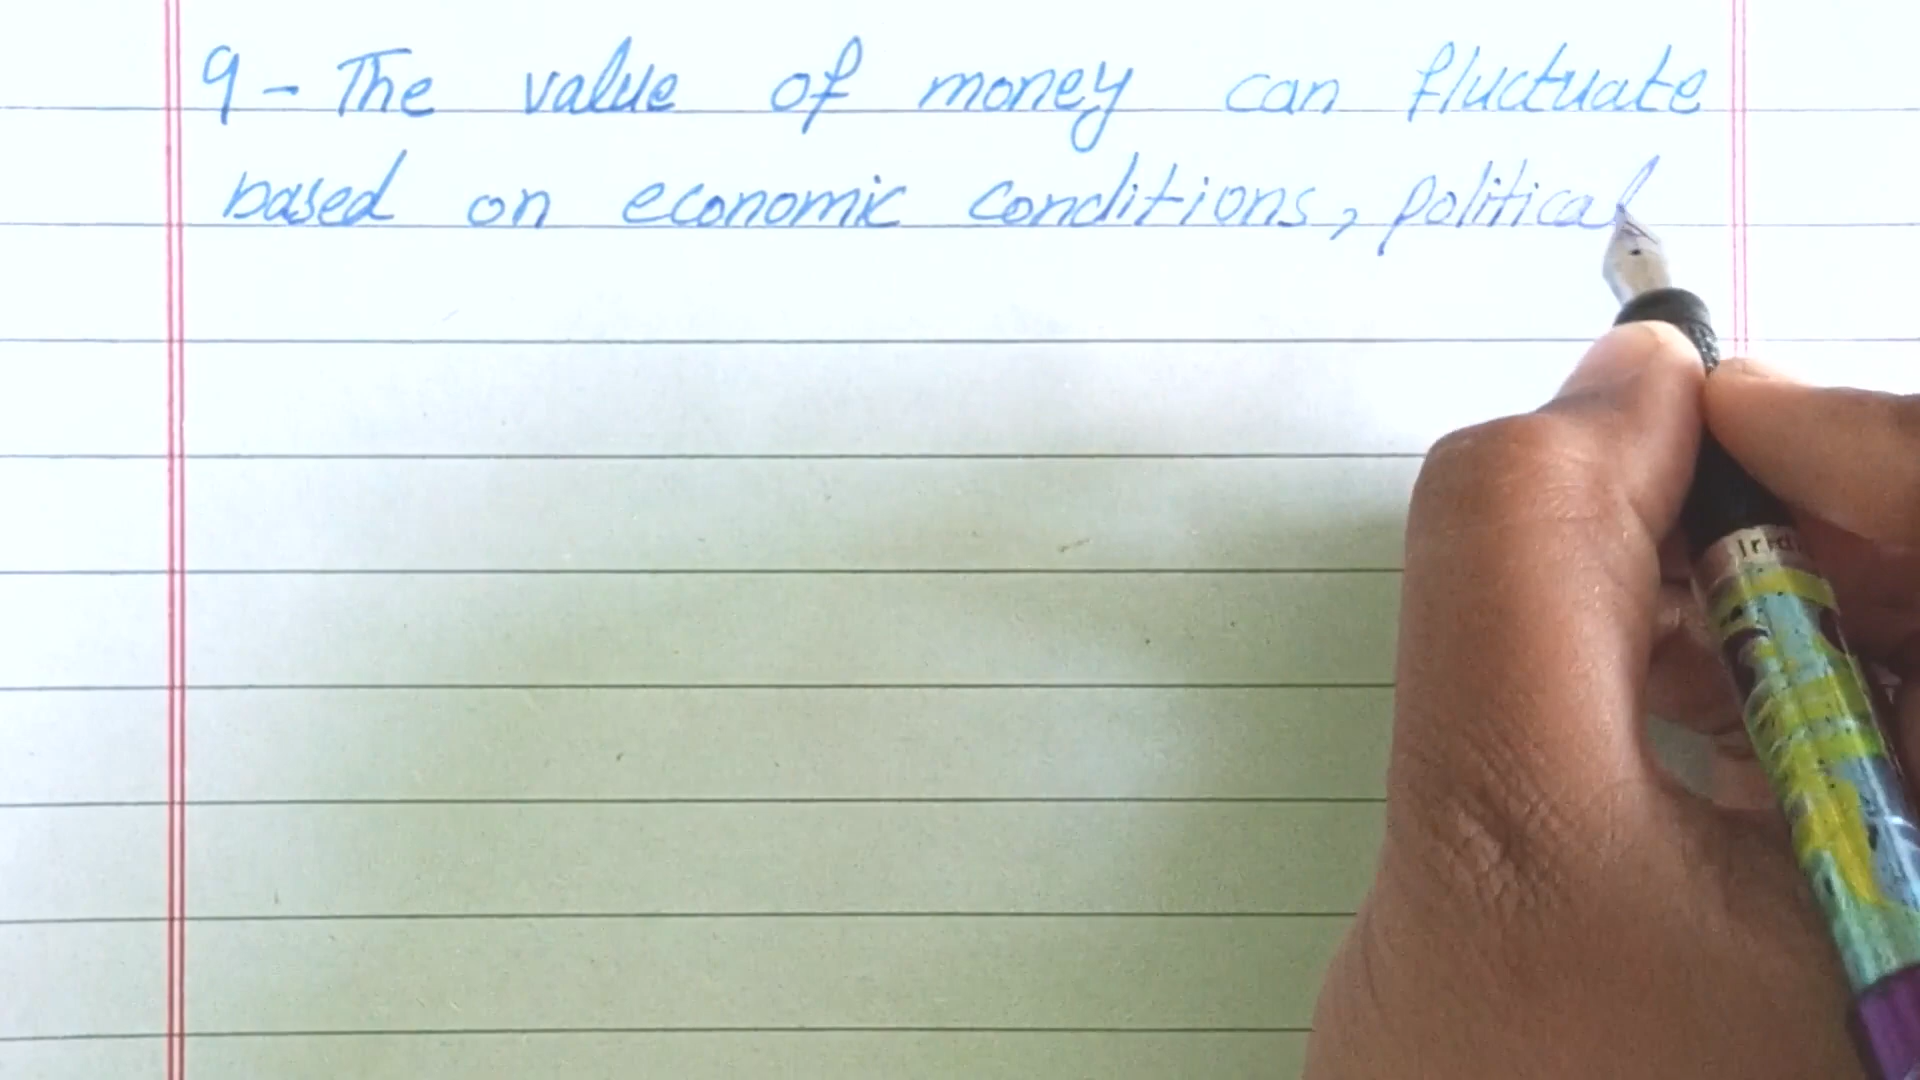 9- The value of money can fluctuate
based on economic conditions, political